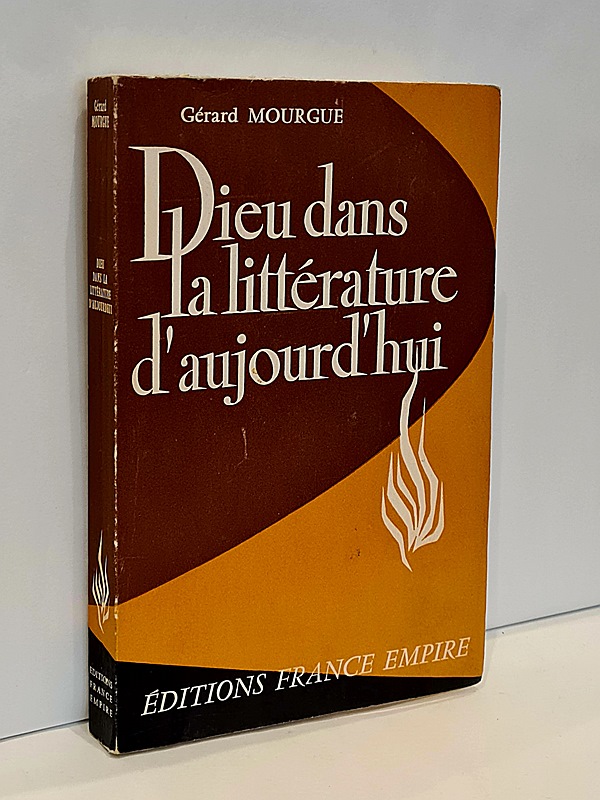 Gérard MOURGUE
Dieu dans
la littérature
d'aujourd'hui
ÉDITIONS FRANCE EMPIRE
Gérard
MOURGUE
DIEU
DANS LA
LITTÉRATURE
D'AUJOURD'HUI
ÉDITIONS
FRANCE
EMPIRE